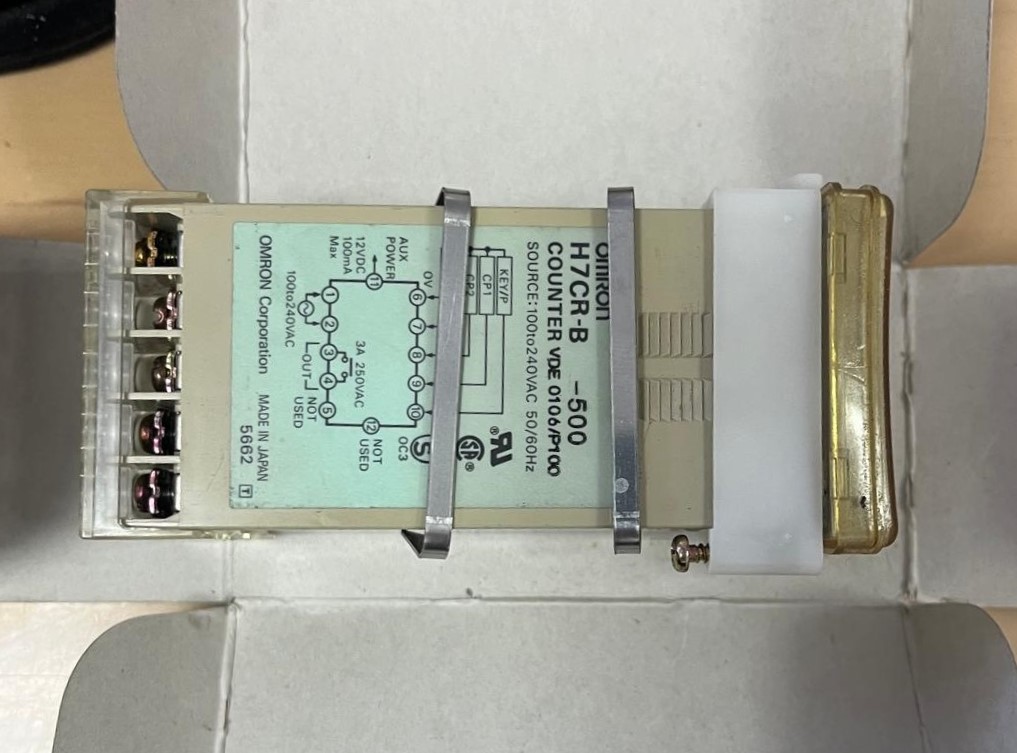 OMRON
H7CR-B -500
COUNTER VDE 0106/P100
SOURCE:100to240VAC 50/60Hz
KEY/P
CP1
CP2
0V
6
7
8
9
10
AUX
POWER
12VDC
100mA
Max
11
3A 250VAC
OC3
12
NOT
USED
1
2
3
4
5
100to240VAC
OUT
NOT
USED
OMRON Corporation MADE IN JAPAN
5662 T